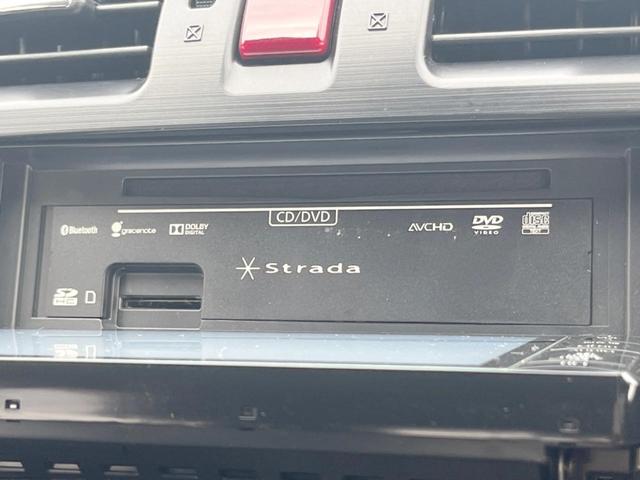 CD/DVD
Bluetooth
gracenote
DOLBY
DIGITAL
AVCHD
DVD
VIDEO
disc
Strada
SD
HC